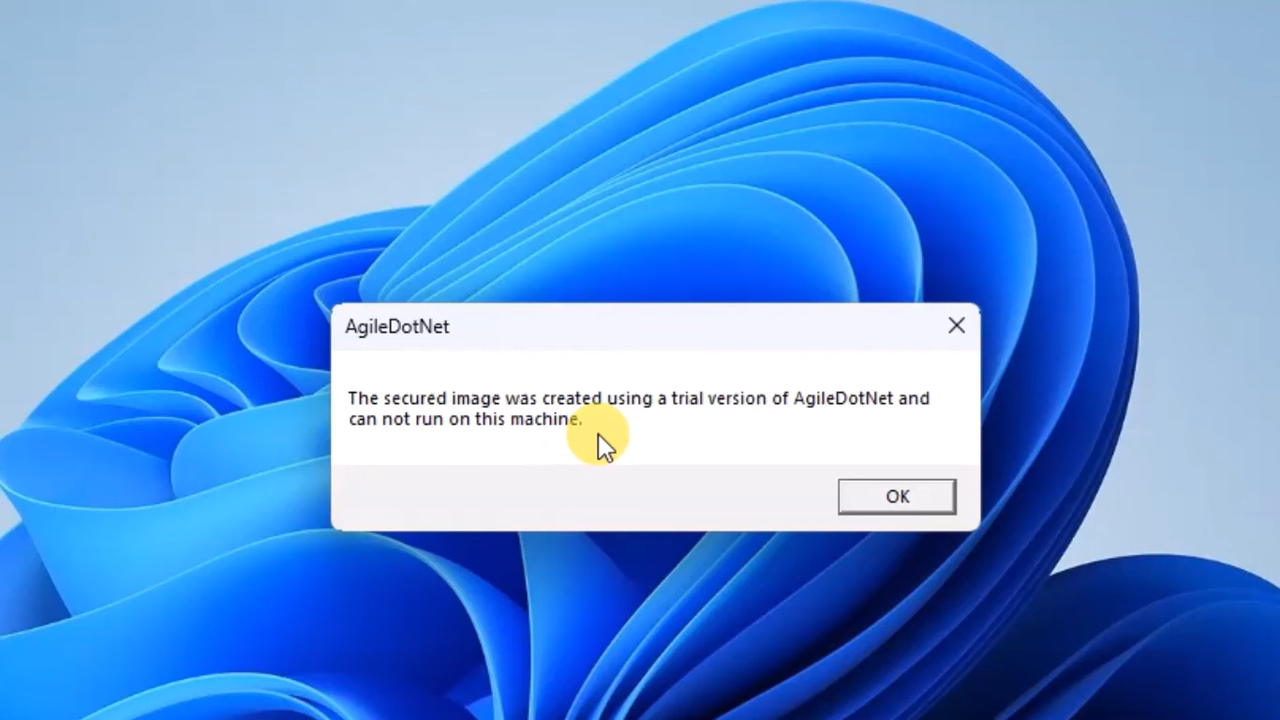 AgileDotNet
The secured image was created using a trial version of AgileDotNet and
can not run on this machine.
OK